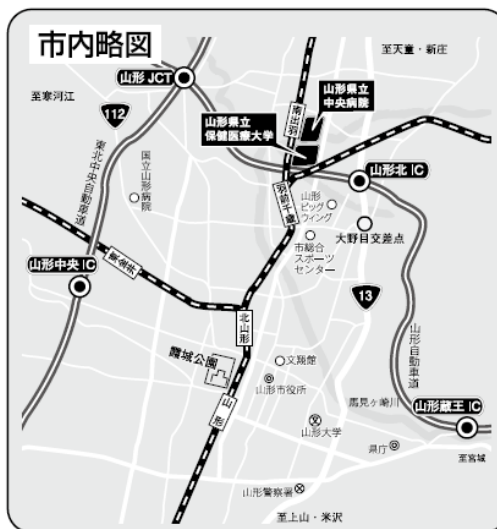 市内略図
至天童・新庄
山形 JCT
至寒河江
112
山形県立
中央病院
山形県立
保健医療大学
南出羽
東北中央自動車道
国立山形
病院
羽前千歳
山形北 IC
山形
ビッグ
ウィング
大野目交差点
市総合
スポーツ
センター
山形中央 IC
東金井
13
北山形
山形自動車道
霞城公園
文翔館
山形市役所
馬見ヶ崎川
山形
山形大学
山形蔵王 IC
県庁
至宮城
山形警察署
至上山・米沢